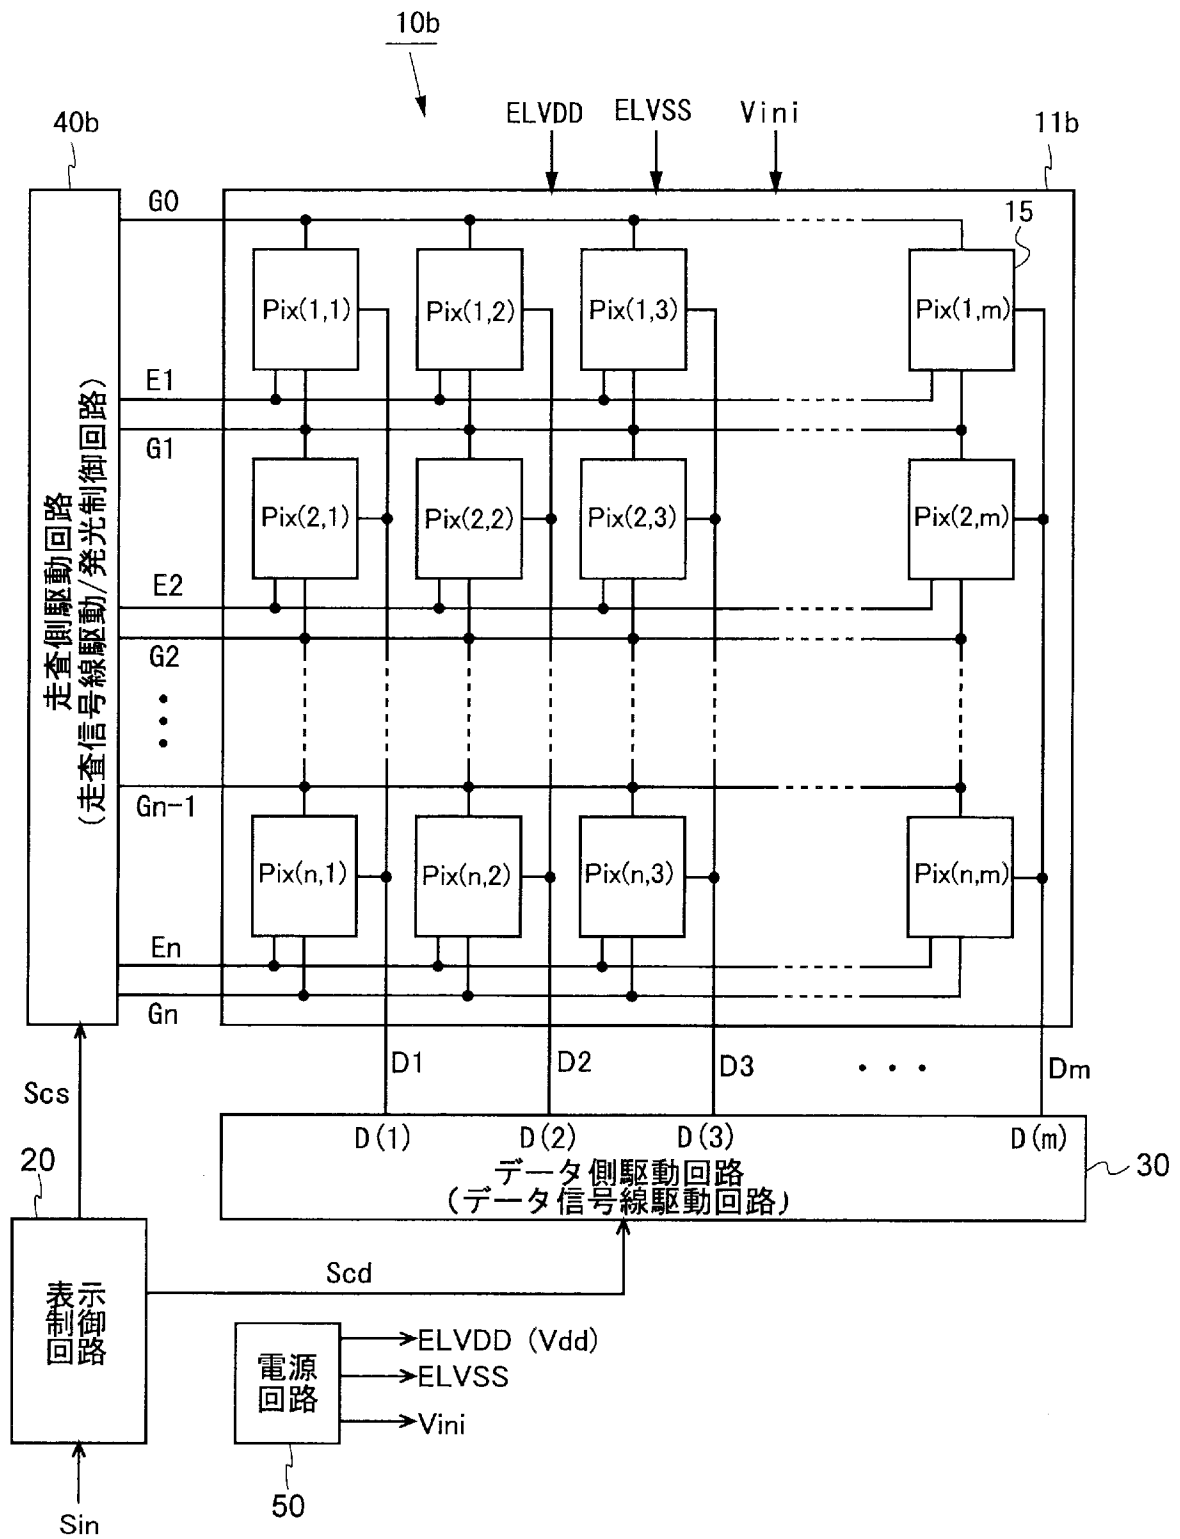 10b
40b
ELVDD
ELVSS
Vini
11b
G0
15
Pix(1,1)
Pix(1,2)
Pix(1,3)
Pix(1,m)
E1
G1
Pix(2,1)
Pix(2,2)
Pix(2,3)
Pix(2,m)
E2
G2
走査側駆動回路
(走査信号線駆動/発光制御回路)
Gn-1
Pix(n,1)
Pix(n,2)
Pix(n,3)
Pix(n,m)
En
Gn
D1
D2
D3
Dm
Scs
D(1)
D(2)
D(3)
D(m)
データ側駆動回路
(データ信号線駆動回路)
30
20
表示
制御
回路
Scd
電源
回路
ELVDD (Vdd)
ELVSS
Vini
50
Sin